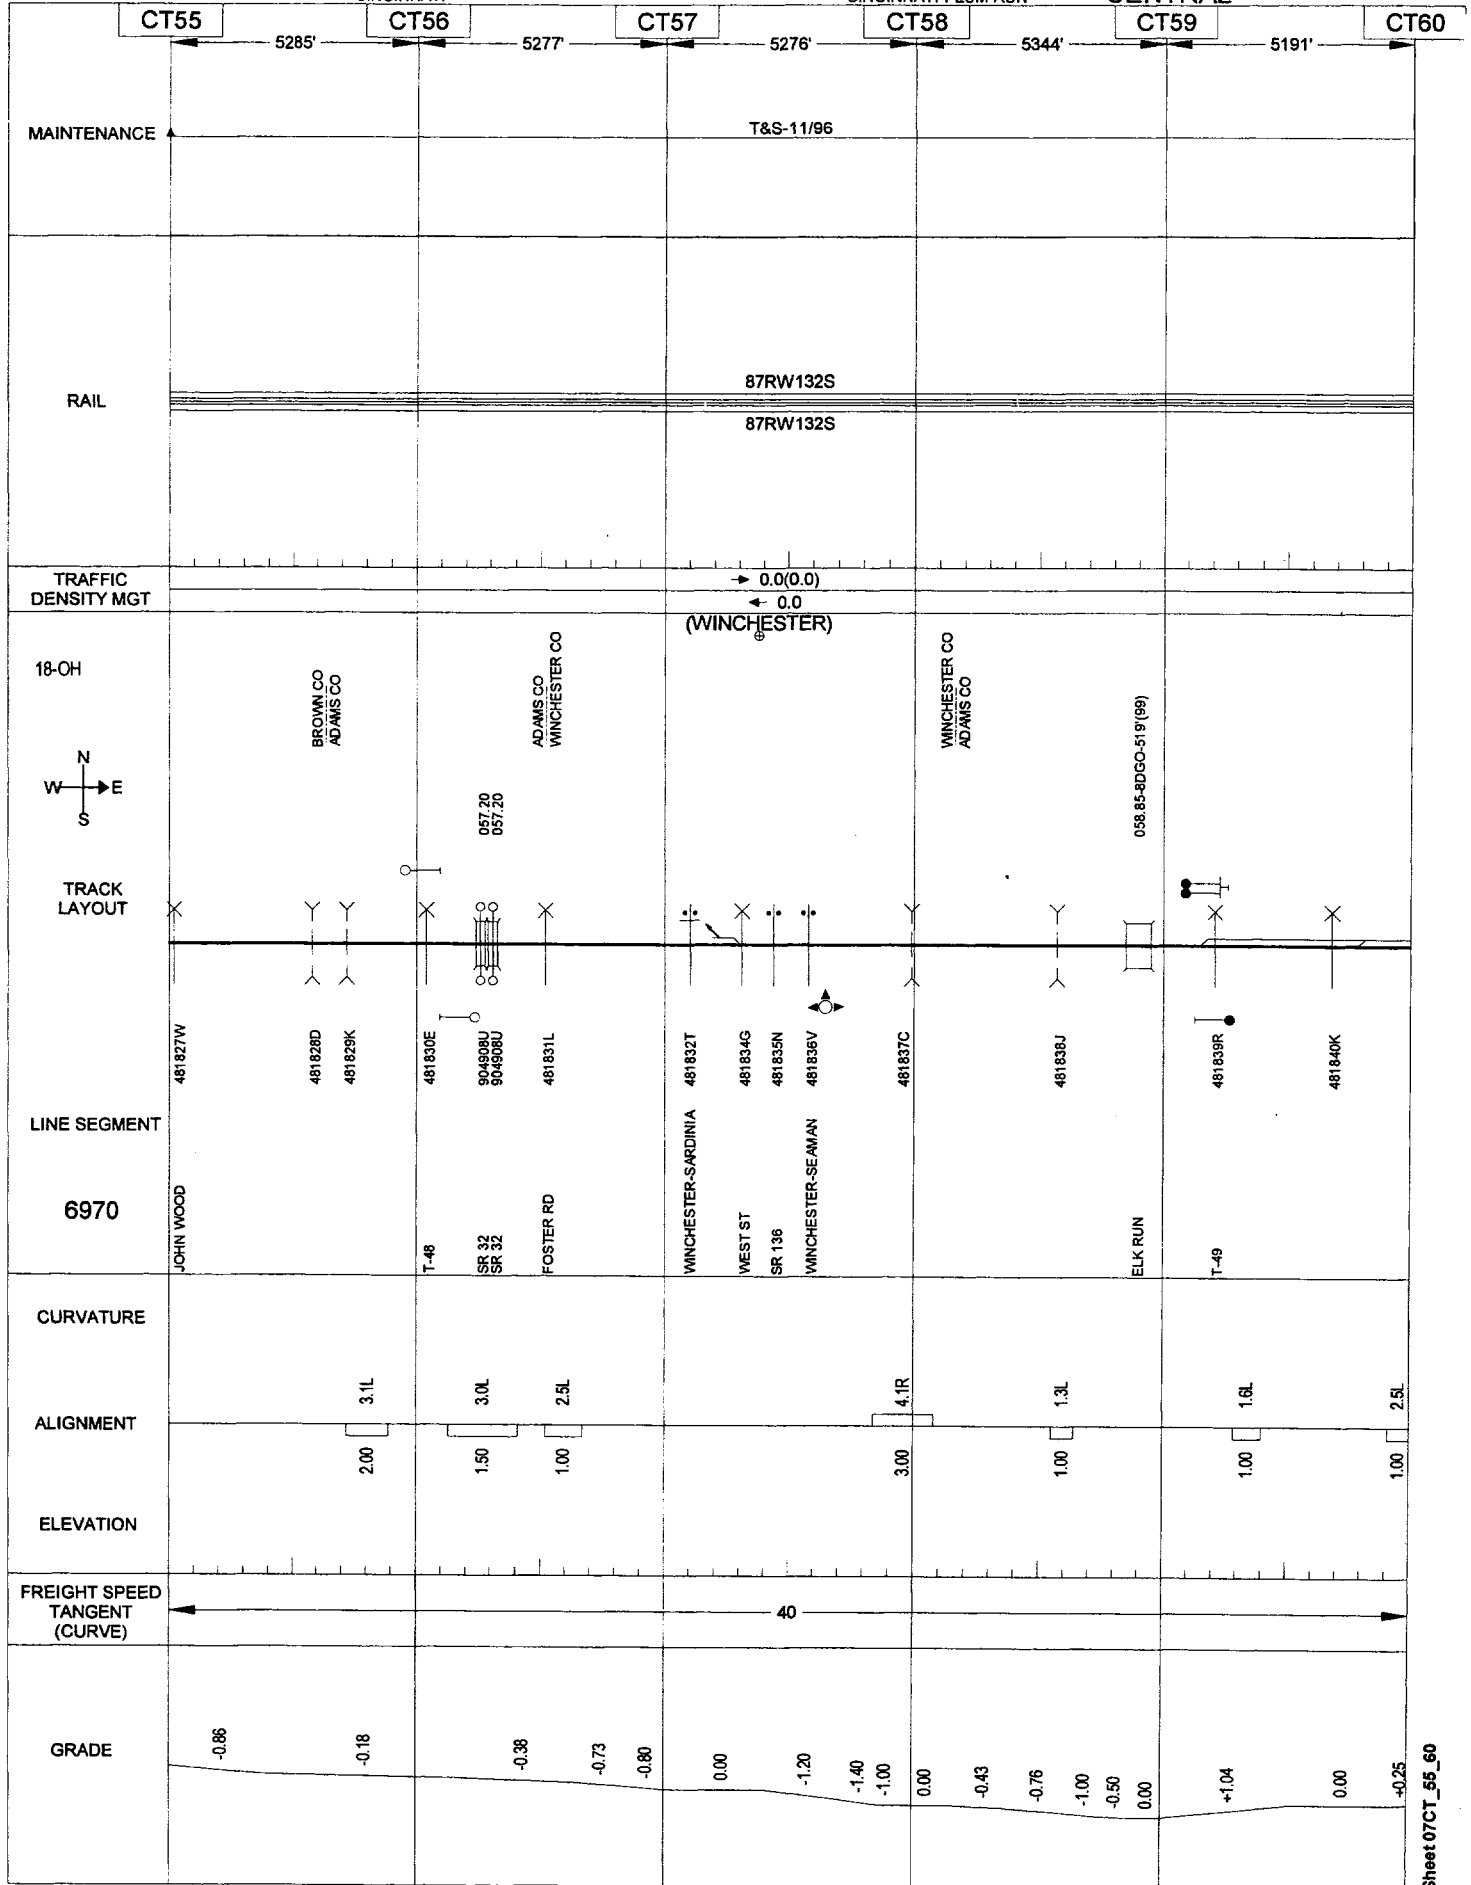 CT55 CT56 CT57 CT58 CT59 CT60
5285' 5277' 5276' 5344' 5191'
MAINTENANCE
T&S-11/96
RAIL
87RW132S
87RW132S
TRAFFIC
DENSITY MGT
→ 0.0(0.0)
← 0.0
(WINCHESTER)
18-OH
BROWN CO
ADAMS CO
ADAMS CO
WINCHESTER CO
WINCHESTER CO
ADAMS CO
N
W E
S
057.20
057.20
058.85-8DGO-519'(99)
TRACK
LAYOUT
481827W
481828D
481829K
481830E
904908U
904908U
481831L
481832T
481834G
481835N
481836V
481837C
481838J
481839R
481840K
LINE SEGMENT
6970
JOHN WOOD
T-48
SR 32
SR 32
FOSTER RD
WINCHESTER-SARDINIA
WEST ST
SR 136
WINCHESTER-SEAMAN
ELK RUN
T-49
CURVATURE
3.1L 3.0L 2.5L 4.1R 1.3L 1.6L 2.5L
ALIGNMENT
2.00 1.50 1.00 3.00 1.00 1.00 1.00
ELEVATION
FREIGHT SPEED
TANGENT
(CURVE)
40
GRADE
-0.86 -0.18 -0.38 -0.73 -0.80 0.00 -1.20 -1.40 -1.00 0.00 -0.43 -0.76 -1.00 -0.50 0.00 +1.04 0.00 +0.25
Sheet 07CT_55_60